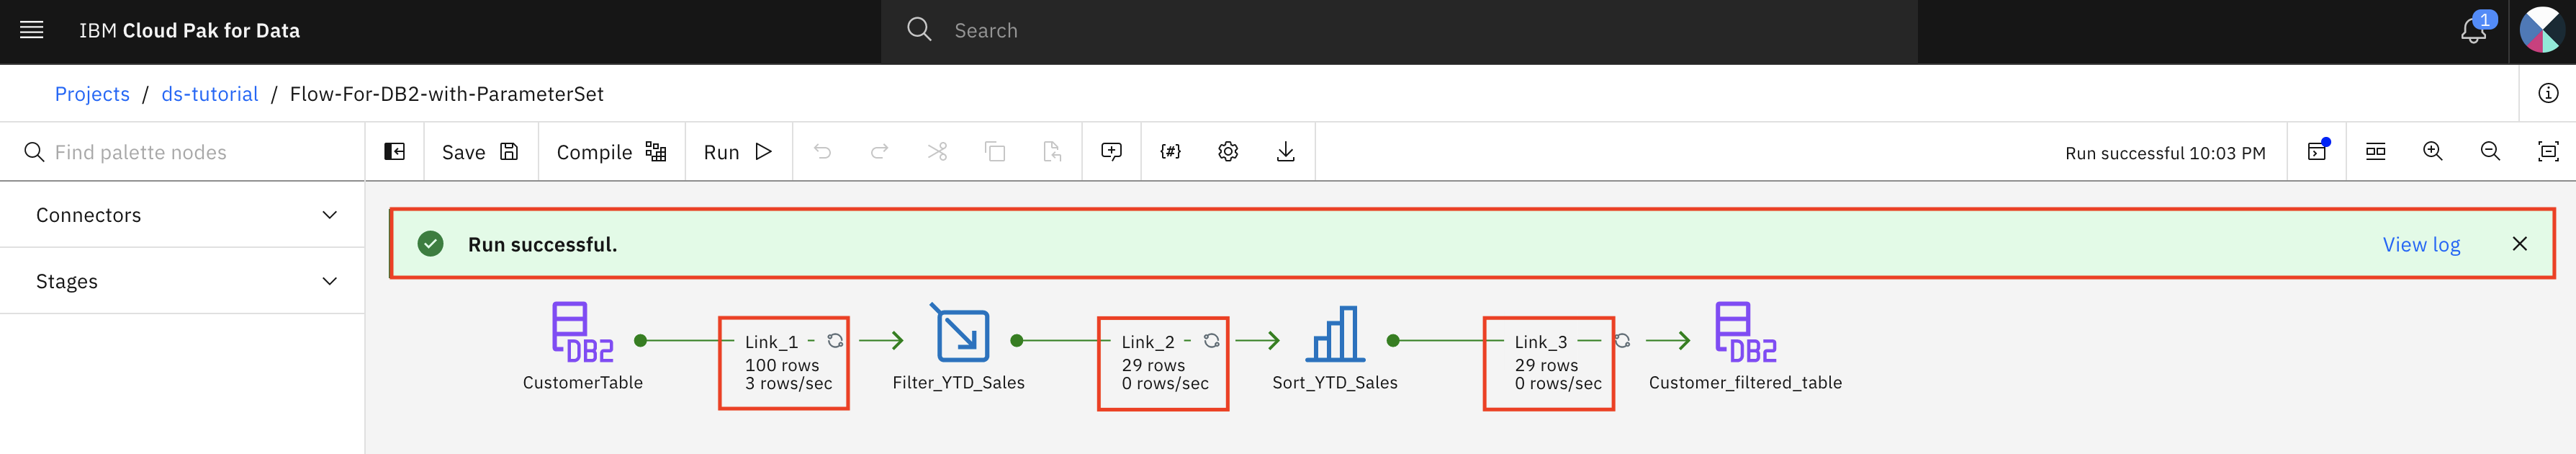 IBM Cloud Pak for Data
Search
1
Projects / ds-tutorial / Flow-For-DB2-with-ParameterSet
Find palette nodes
Save
Compile
Run
{#}
Run successful 10:03 PM
Connectors
Stages
Run successful.
View log
DB2
CustomerTable
Link_1
100 rows
3 rows/sec
Filter_YTD_Sales
Link_2
29 rows
0 rows/sec
Sort_YTD_Sales
Link_3
29 rows
0 rows/sec
DB2
Customer_filtered_table